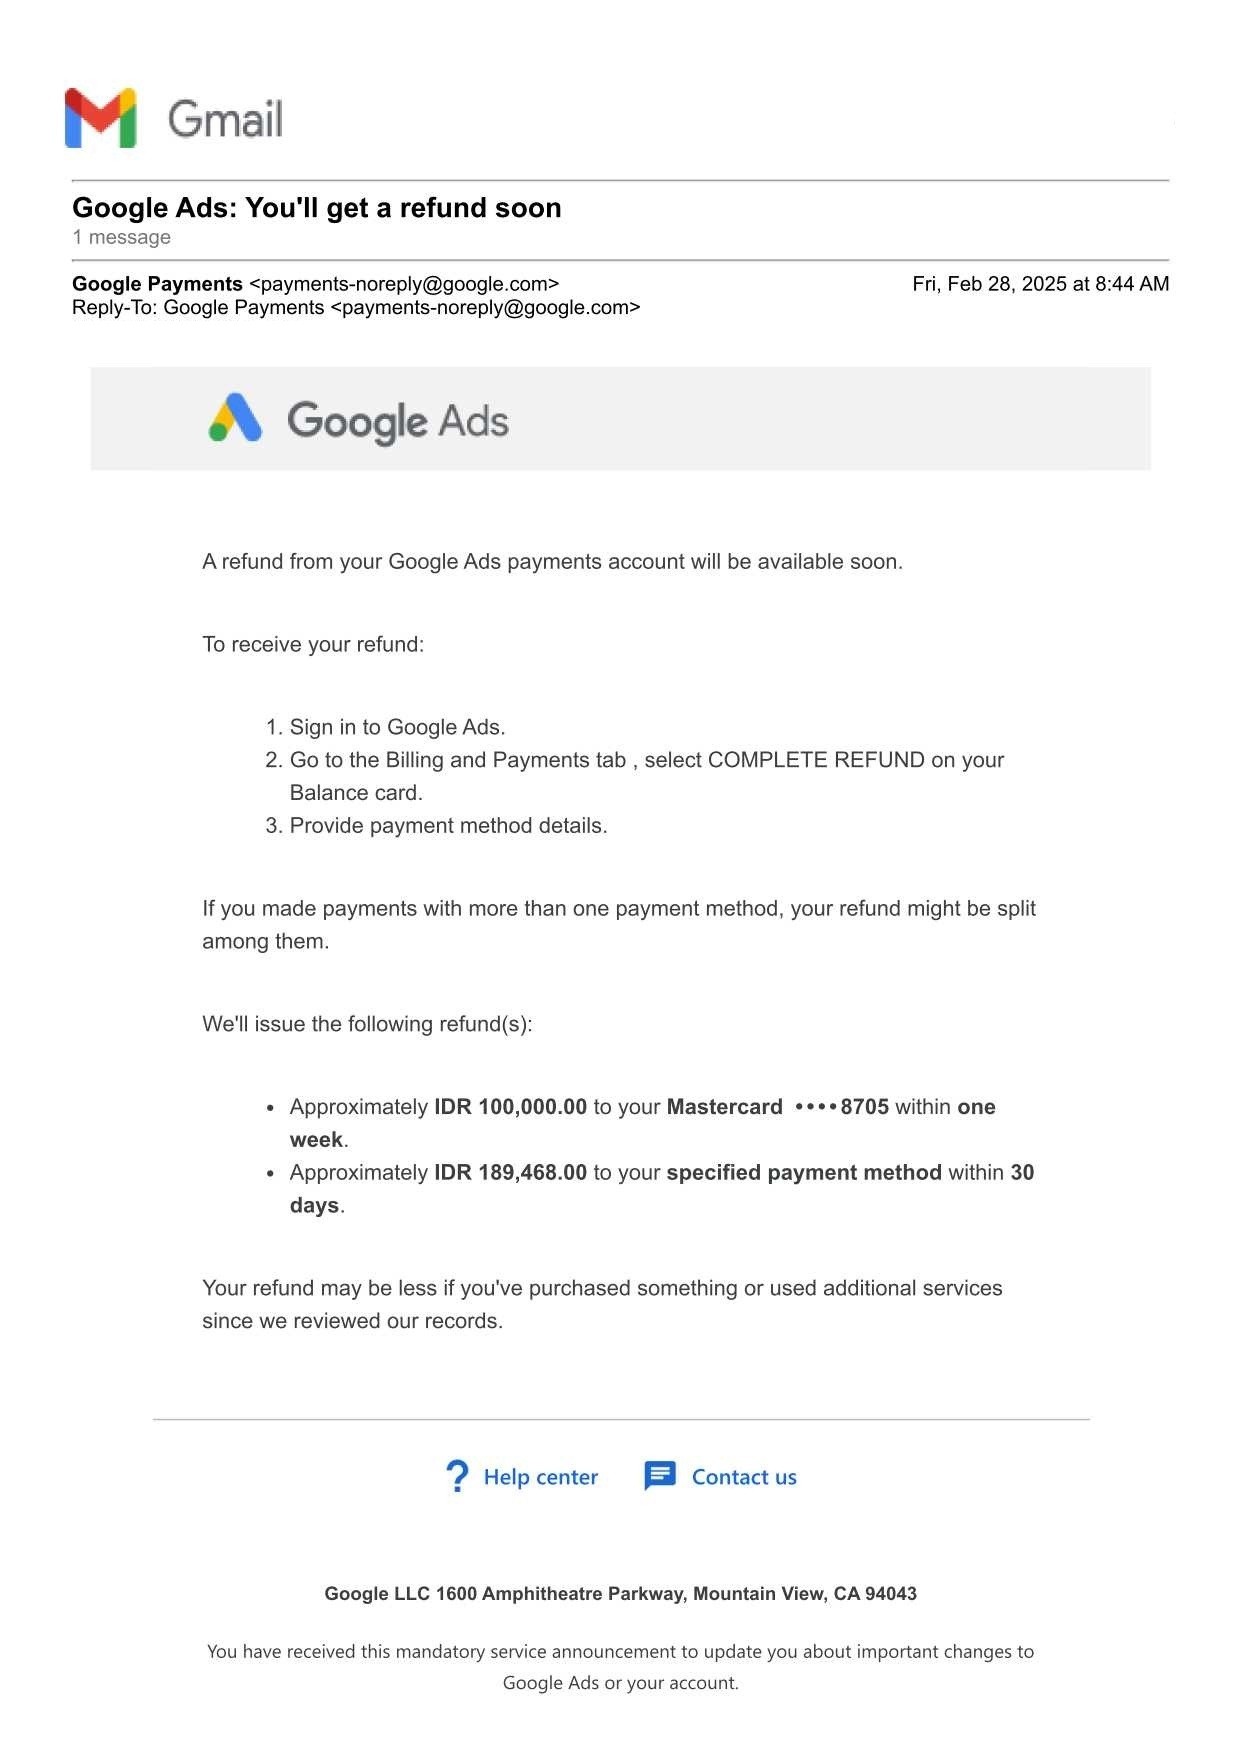 Gmail
Google Ads: You'll get a refund soon
1 message
Google Payments <payments-noreply@google.com> Fri, Feb 28, 2025 at 8:44 AM
Reply-To: Google Payments <payments-noreply@google.com>
Google Ads
A refund from your Google Ads payments account will be available soon.
To receive your refund:
1. Sign in to Google Ads.
2. Go to the Billing and Payments tab , select COMPLETE REFUND on your
Balance card.
3. Provide payment method details.
If you made payments with more than one payment method, your refund might be split
among them.
We'll issue the following refund(s):
• Approximately IDR 100,000.00 to your Mastercard ••••8705 within one
week.
• Approximately IDR 189,468.00 to your specified payment method within 30
days.
Your refund may be less if you've purchased something or used additional services
since we reviewed our records.
? Help center Contact us
Google LLC 1600 Amphitheatre Parkway, Mountain View, CA 94043
You have received this mandatory service announcement to update you about important changes to
Google Ads or your account.